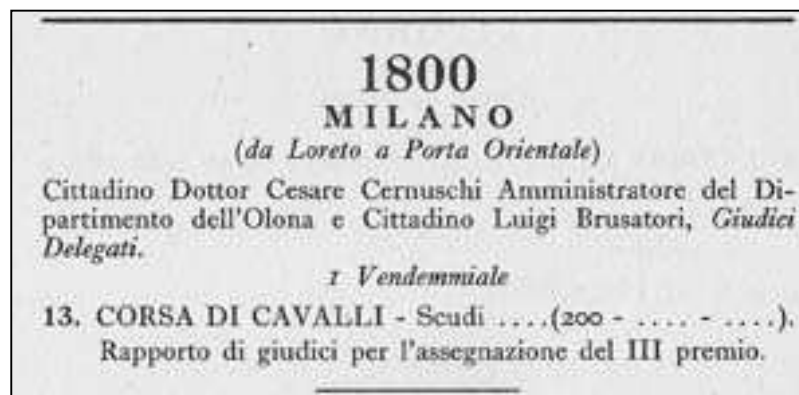 1800
MILANO
(da Loreto a Porta Orientale)
Cittadino Dottor Cesare Cernuschi Amministratore del Di-
partimento dell'Olona e Cittadino Luigi Brusatori, Giudici
Delegati.
1 Vendemmiale
13. CORSA DI CAVALLI - Scudi ....(200 - .... - ....).
Rapporto di giudici per l'assegnazione del III premio.